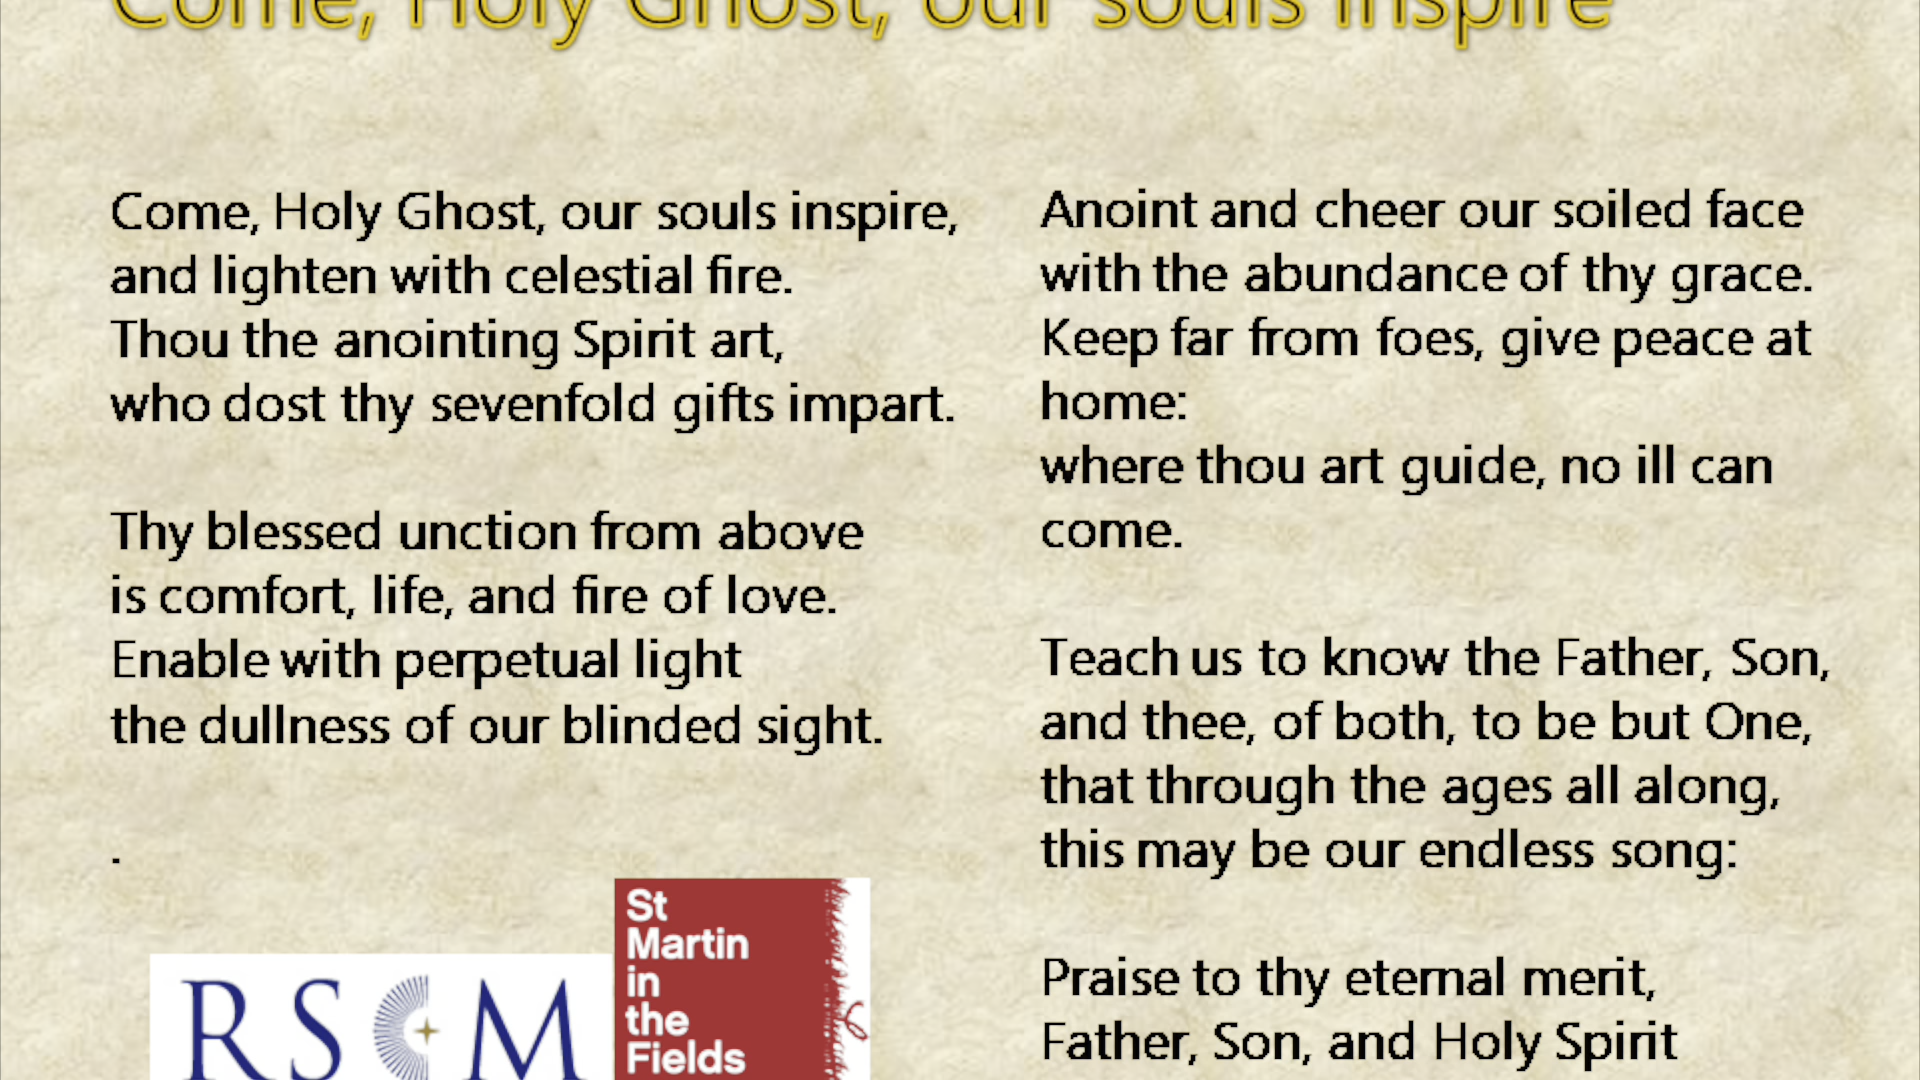 Come, Holy Ghost, our souls inspire
Come, Holy Ghost, our souls inspire,
and lighten with celestial fire.
Thou the anointing Spirit art,
who dost thy sevenfold gifts impart.
Thy blessed unction from above
is comfort, life, and fire of love.
Enable with perpetual light
the dullness of our blinded sight.
.
Anoint and cheer our soiled face
with the abundance of thy grace.
Keep far from foes, give peace at
home:
where thou art guide, no ill can
come.
Teach us to know the Father, Son,
and thee, of both, to be but One,
that through the ages all along,
this may be our endless song:
Praise to thy eternal merit,
Father, Son, and Holy Spirit
RSCM
St
Martin
in
the
Fields